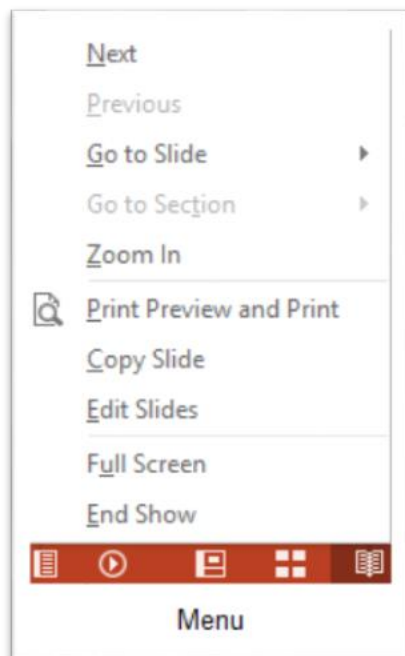 Next
Previous
Go to Slide
Go to Section
Zoom In
Print Preview and Print
Copy Slide
Edit Slides
Full Screen
End Show
Menu